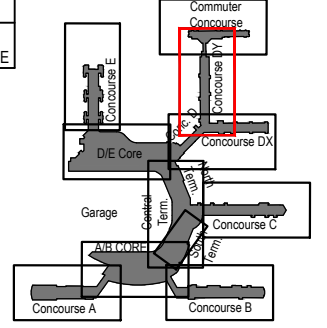 Commuter
Concourse
E
Concourse E
Concourse DY
Conc. D
Concourse DX
D/E Core
North
Term.
Central
Term.
Garage
Concourse C
South
Term.
A/B CORE
Concourse A
Concourse B